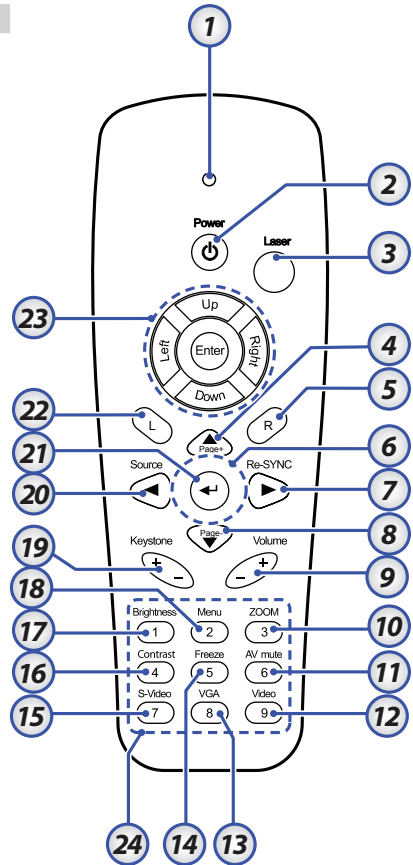 1
2
Power
Laser
3
23
Up
Left
Enter
Right
Down
4
5
22
L
R
Page+
6
21
Source
Re-SYNC
20
7
Page-
8
19
Keystone
Volume
+
-
+
-
9
18
Brightness
Menu
ZOOM
10
17
1
2
3
Contrast
Freeze
AV mute
16
4
5
6
11
S-Video
VGA
Video
15
7
8
9
12
24
14
13